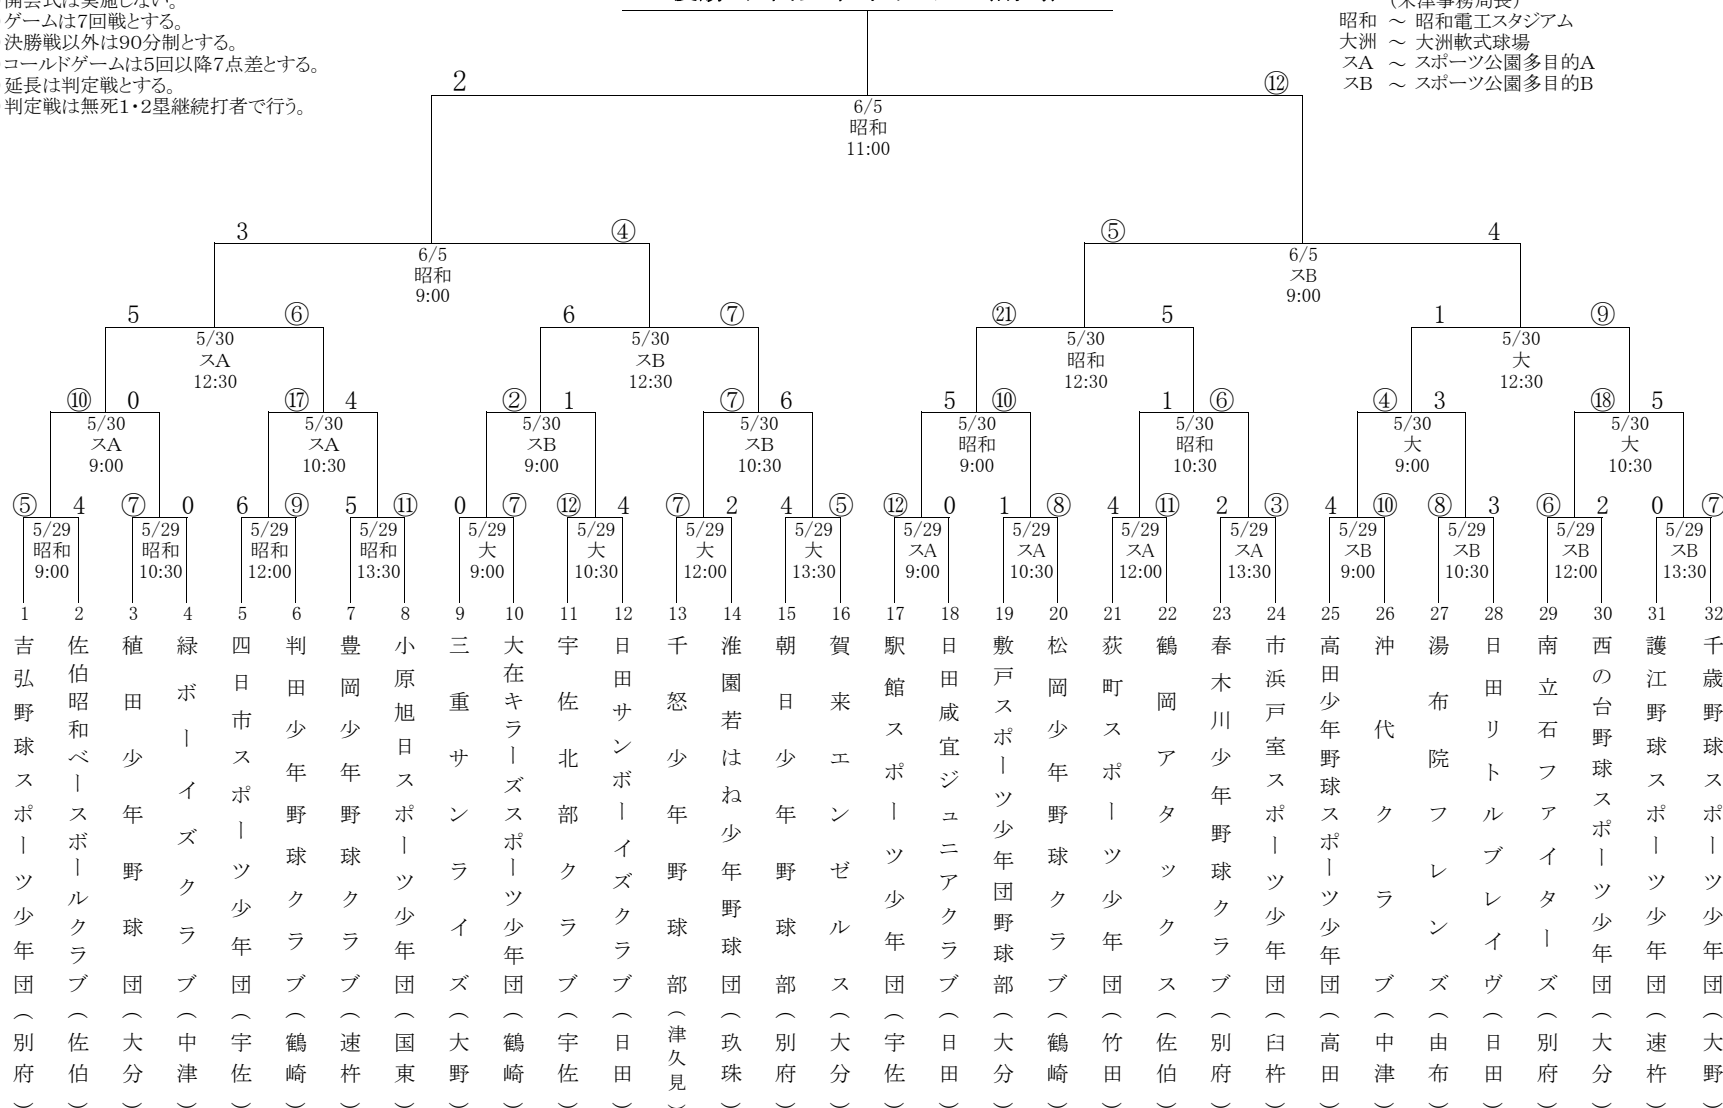 ゲームは7回戦とする。
決勝戦以外は90分制とする。
コールドゲームは5回以降7点差とする。
延長は判定戦とする。
判定戦は無死1・2塁継続打者で行う。
昭和 ～ 昭和電工スタジアム
大洲 ～ 大洲軟式球場
スA ～ スポーツ公園多目的A
スB ～ スポーツ公園多目的B
2 ⑫
6/5
昭和
11:00
3 ④ ⑤ 4
6/5 6/5
昭和 スB
9:00 9:00
5 ⑥ 6 ⑦ ㉑ 5 1 ⑨
5/30 5/30 5/30 5/30
スA スB 昭和 大
12:30 12:30 12:30 12:30
⑩ 0 ⑰ 4 ② 1 ⑦ 6 5 ⑩ 1 ⑥ ④ 3 ⑱ 5
5/30 5/30 5/30 5/30 5/30 5/30 5/30 5/30
スA スA スB スB 昭和 昭和 大 大
9:00 10:30 9:00 10:30 9:00 10:30 9:00 10:30
⑤ 4 ⑦ 0 6 ⑨ 5 ⑪ 0 ⑦ ⑫ 4 ⑦ 2 4 ⑤ ⑫ 0 1 ⑧ 4 ⑪ 2 ③ 4 ⑩ ⑧ 3 ⑥ 2 0 ⑦
5/29 5/29 5/29 5/29 5/29 5/29 5/29 5/29 5/29 5/29 5/29 5/29 5/29 5/29 5/29 5/29
昭和 昭和 昭和 昭和 大 大 大 大 スA スA スA スA スB スB スB スB
9:00 10:30 12:00 13:30 9:00 10:30 12:00 13:30 9:00 10:30 12:00 13:30 9:00 10:30 12:00 13:30
1 吉弘野球スポーツ少年団（別府）
2 佐伯昭和ベースボールクラブ（佐伯）
3 稙田少年野球団（大分）
4 緑ボーイズクラブ（中津）
5 四日市スポーツ少年団（宇佐）
6 判田少年野球クラブ（鶴崎）
7 豊岡少年野球クラブ（速杵）
8 小原旭日スポーツ少年団（国東）
9 三重サンライズ（大野）
10 大在キラーズスポーツ少年団（鶴崎）
11 宇佐北部クラブ（宇佐）
12 日田サンボーイズクラブ（日田）
13 千怒少年野球部（津久見）
14 淮園若はね少年野球団（玖珠）
15 朝日少年野球部（別府）
16 賀来エンゼルス（大分）
17 駅館スポーツ少年団（宇佐）
18 日田咸宜ジュニアクラブ（日田）
19 敷戸スポーツ少年団野球部（大分）
20 松岡少年野球クラブ（鶴崎）
21 荻町スポーツ少年団（竹田）
22 鶴岡アタックス（佐伯）
23 春木川少年野球クラブ（別府）
24 市浜戸室スポーツ少年団（臼杵）
25 高田少年野球スポーツ少年団（高田）
26 沖代クラブ（中津）
27 湯布院フレンズ（由布）
28 日田リトルブレイヴ（日田）
29 南立石ファイターズ（別府）
30 西の台野球スポーツ少年団（大分）
31 護江野球スポーツ少年団（速杵）
32 千歳野球スポーツ少年団（大野）